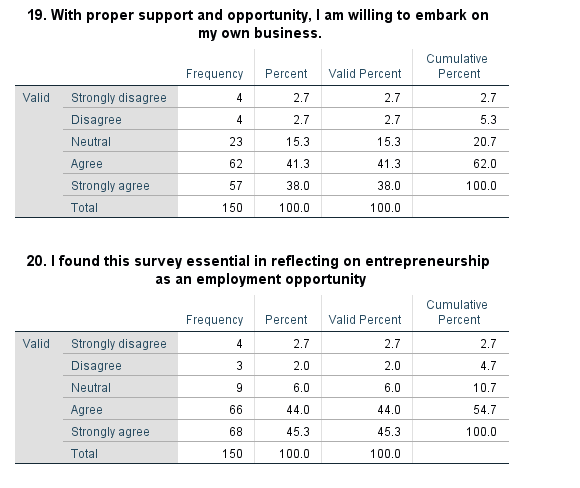 19. With proper support and opportunity, I am willing to embark on
my own business.
Frequency Percent Valid Percent Cumulative Percent
Valid Strongly disagree 4 2.7 2.7 2.7
Disagree 4 2.7 2.7 5.3
Neutral 23 15.3 15.3 20.7
Agree 62 41.3 41.3 62.0
Strongly agree 57 38.0 38.0 100.0
Total 150 100.0 100.0
20. I found this survey essential in reflecting on entrepreneurship
as an employment opportunity
Frequency Percent Valid Percent Cumulative Percent
Valid Strongly disagree 4 2.7 2.7 2.7
Disagree 3 2.0 2.0 4.7
Neutral 9 6.0 6.0 10.7
Agree 66 44.0 44.0 54.7
Strongly agree 68 45.3 45.3 100.0
Total 150 100.0 100.0